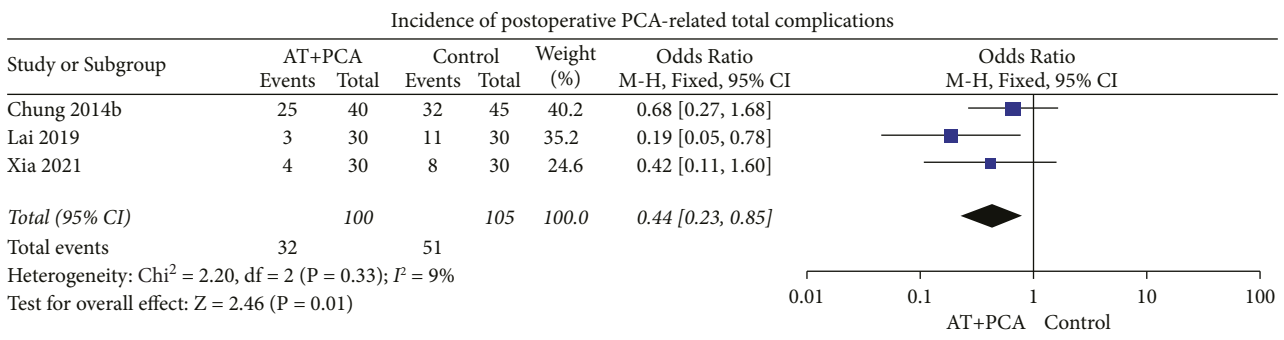 Incidence of postoperative PCA-related total complications
Study or Subgroup AT+PCA Control Weight Odds Ratio Odds Ratio
Events Total Events Total (%) M-H, Fixed, 95% CI M-H, Fixed, 95% CI
Chung 2014b 25 40 32 45 40.2 0.68 [0.27, 1.68]
Lai 2019 3 30 11 30 35.2 0.19 [0.05, 0.78]
Xia 2021 4 30 8 30 24.6 0.42 [0.11, 1.60]
Total (95% CI) 100 105 100.0 0.44 [0.23, 0.85]
Total events 32 51
Heterogeneity: Chi² = 2.20, df = 2 (P = 0.33); I² = 9%
Test for overall effect: Z = 2.46 (P = 0.01)
0.01 0.1 1 10 100
AT+PCA Control